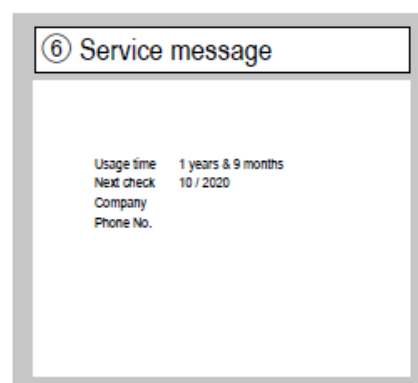 ⑥ Service message
Usage time 1 years & 9 months
Next check 10 / 2020
Company
Phone No.